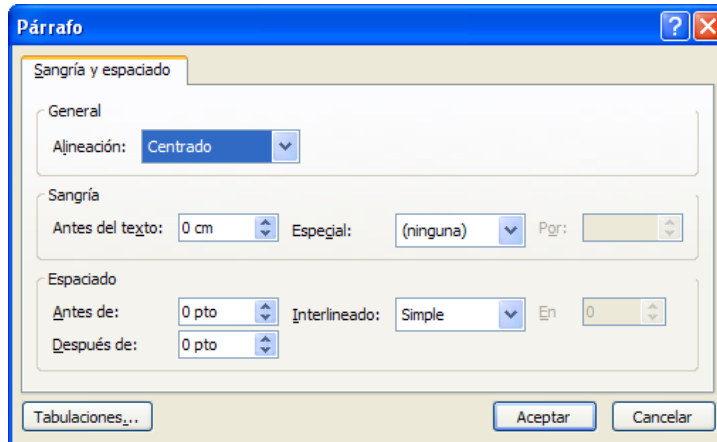 Párrafo
Sangría y espaciado
General
Alineación: Centrado
Sangría
Antes del texto: 0 cm Especial: (ninguna) Por:
Espaciado
Antes de: 0 pto Interlineado: Simple En 0
Después de: 0 pto
Tabulaciones... Aceptar Cancelar